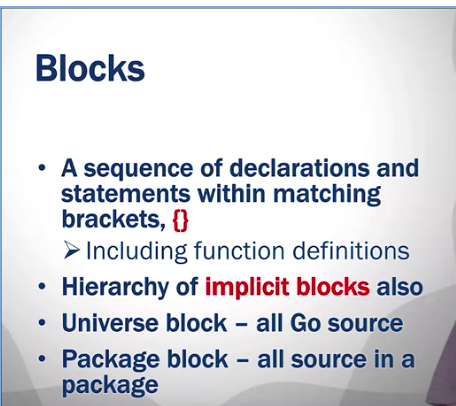 Blocks
• A sequence of declarations and
statements within matching
brackets, {}
➢ Including function definitions
• Hierarchy of implicit blocks also
• Universe block – all Go source
• Package block – all source in a
package